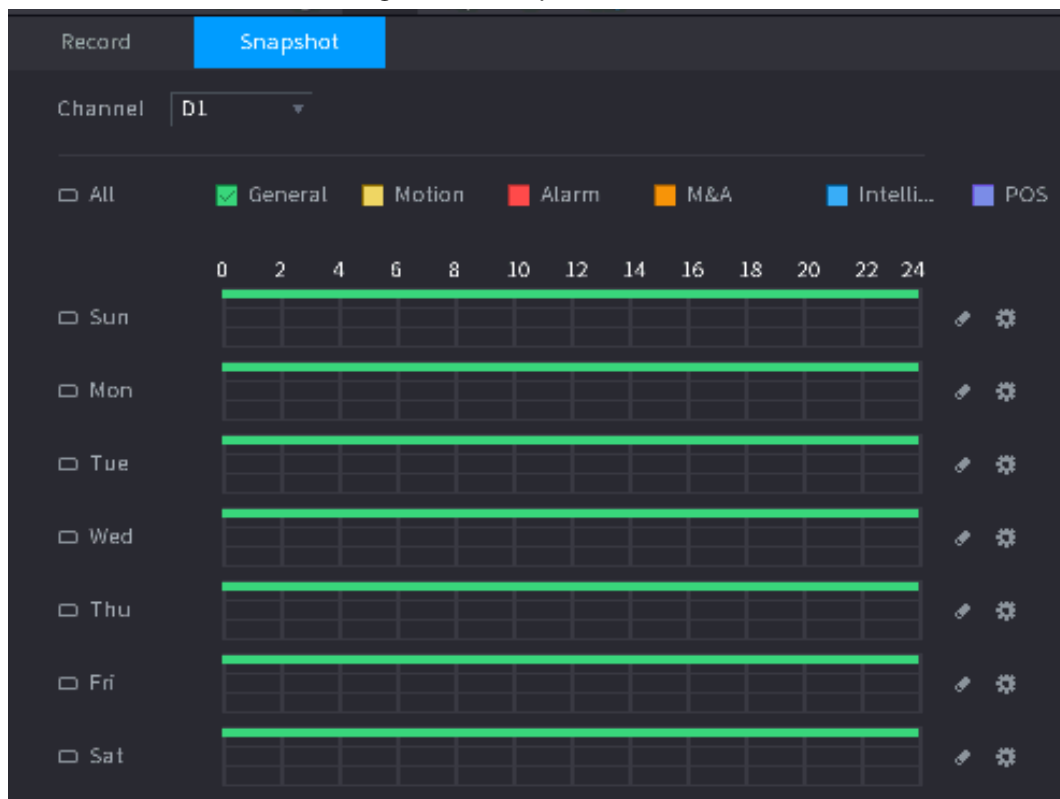 Record Snapshot
Channel D1
All General Motion Alarm M&A Intelli... POS
0 2 4 6 8 10 12 14 16 18 20 22 24
Sun
Mon
Tue
Wed
Thu
Fri
Sat